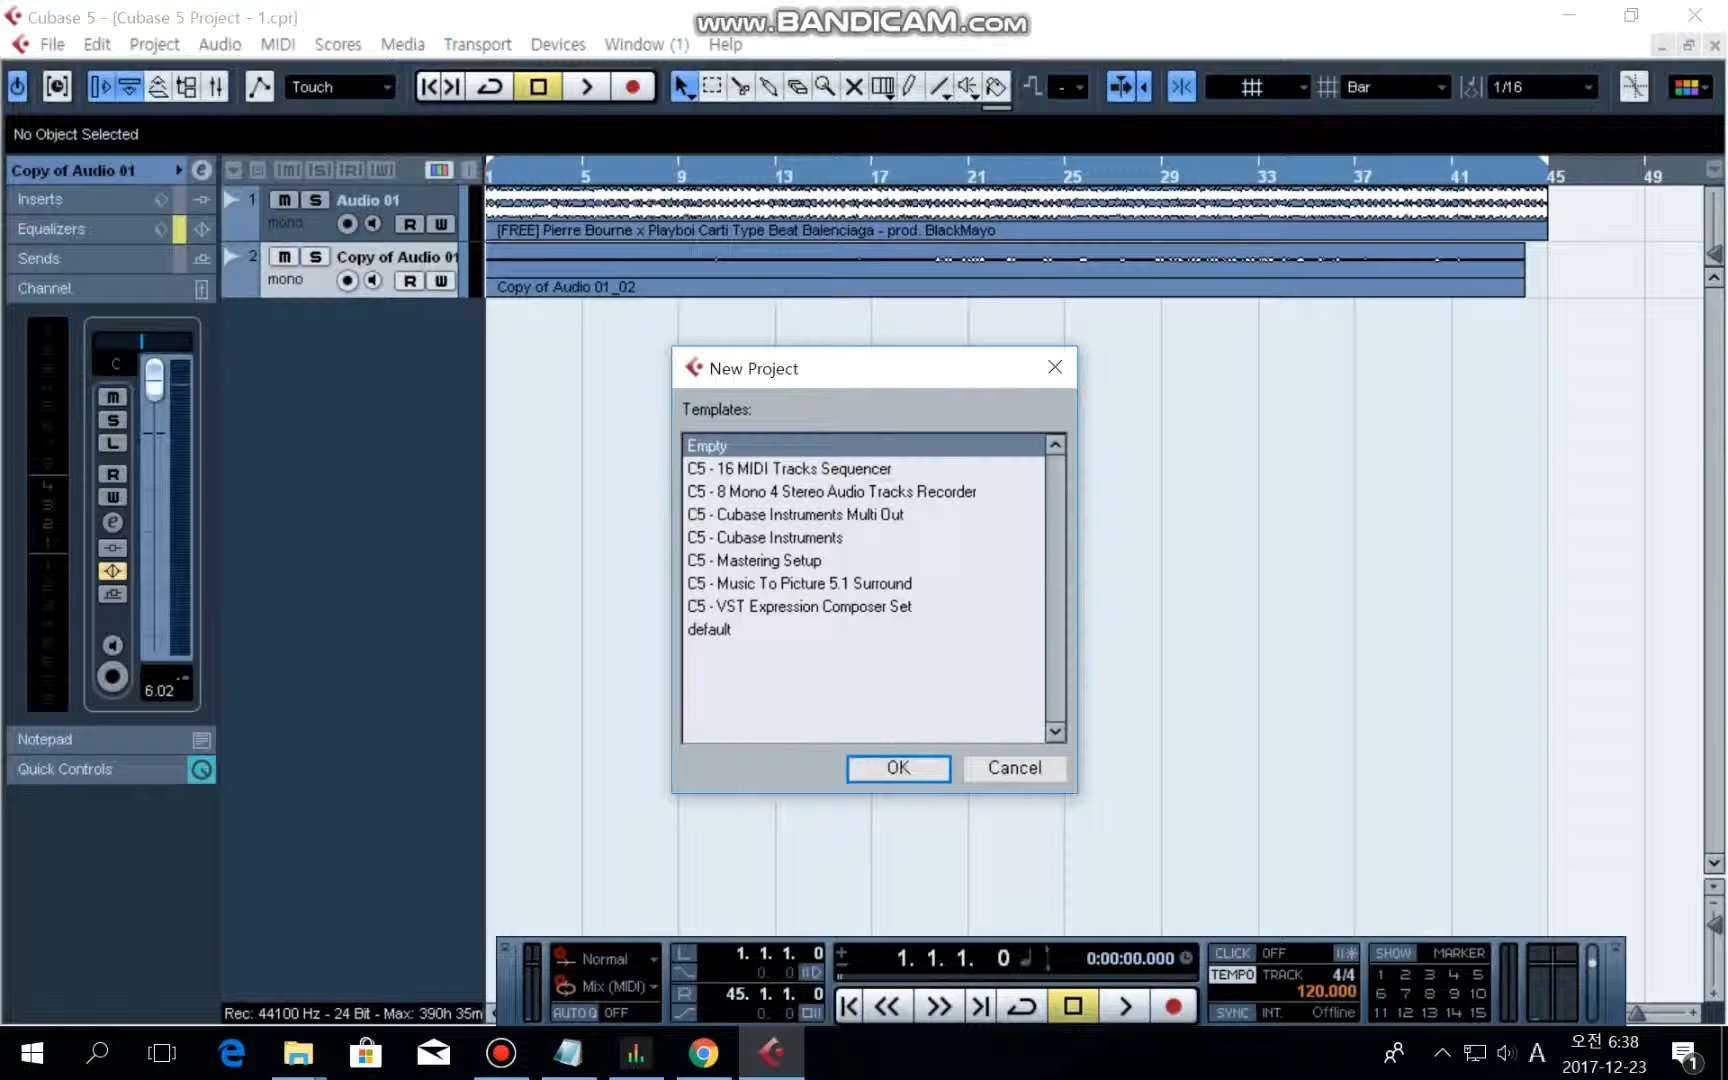 Cubase 5 - [Cubase 5 Project - 1.cpr]
www.BANDICAM.com
File Edit Project Audio MIDI Scores Media Transport Devices Window (1) Help
Touch
Bar
1/16
No Object Selected
Copy of Audio 01
1 5 9 13 17 21 25 29 33 37 41 45 49
Inserts
Equalizers
Sends
Channel
1 M S Audio 01
mono R W
[FREE] Pierre Bourne x Playboi Carti Type Beat Balenciaga - prod. BlackMayo
2 M S Copy of Audio 01
mono R W
Copy of Audio 01_02
C
M
S
L
R
W
e
6.02
Notepad
Quick Controls
New Project
Templates:
Empty
C5 - 16 MIDI Tracks Sequencer
C5 - 8 Mono 4 Stereo Audio Tracks Recorder
C5 - Cubase Instruments Multi Out
C5 - Cubase Instruments
C5 - Mastering Setup
C5 - Music To Picture 5.1 Surround
C5 - VST Expression Composer Set
default
OK Cancel
Normal
Mix (MIDI)
AUTO Q OFF
L 1. 1. 1. 0
0. 0
R 45. 1. 1. 0
0. 0
1. 1. 1. 0
0:00:00.000
CLICK OFF
TEMPO TRACK 4/4
120.000
SYNC INT. Offline
SHOW MARKER
1 2 3 4 5
6 7 8 9 10
11 12 13 14 15
Rec: 44100 Hz - 24 Bit - Max: 390h 35m
A
오전 6:38
2017-12-23
1